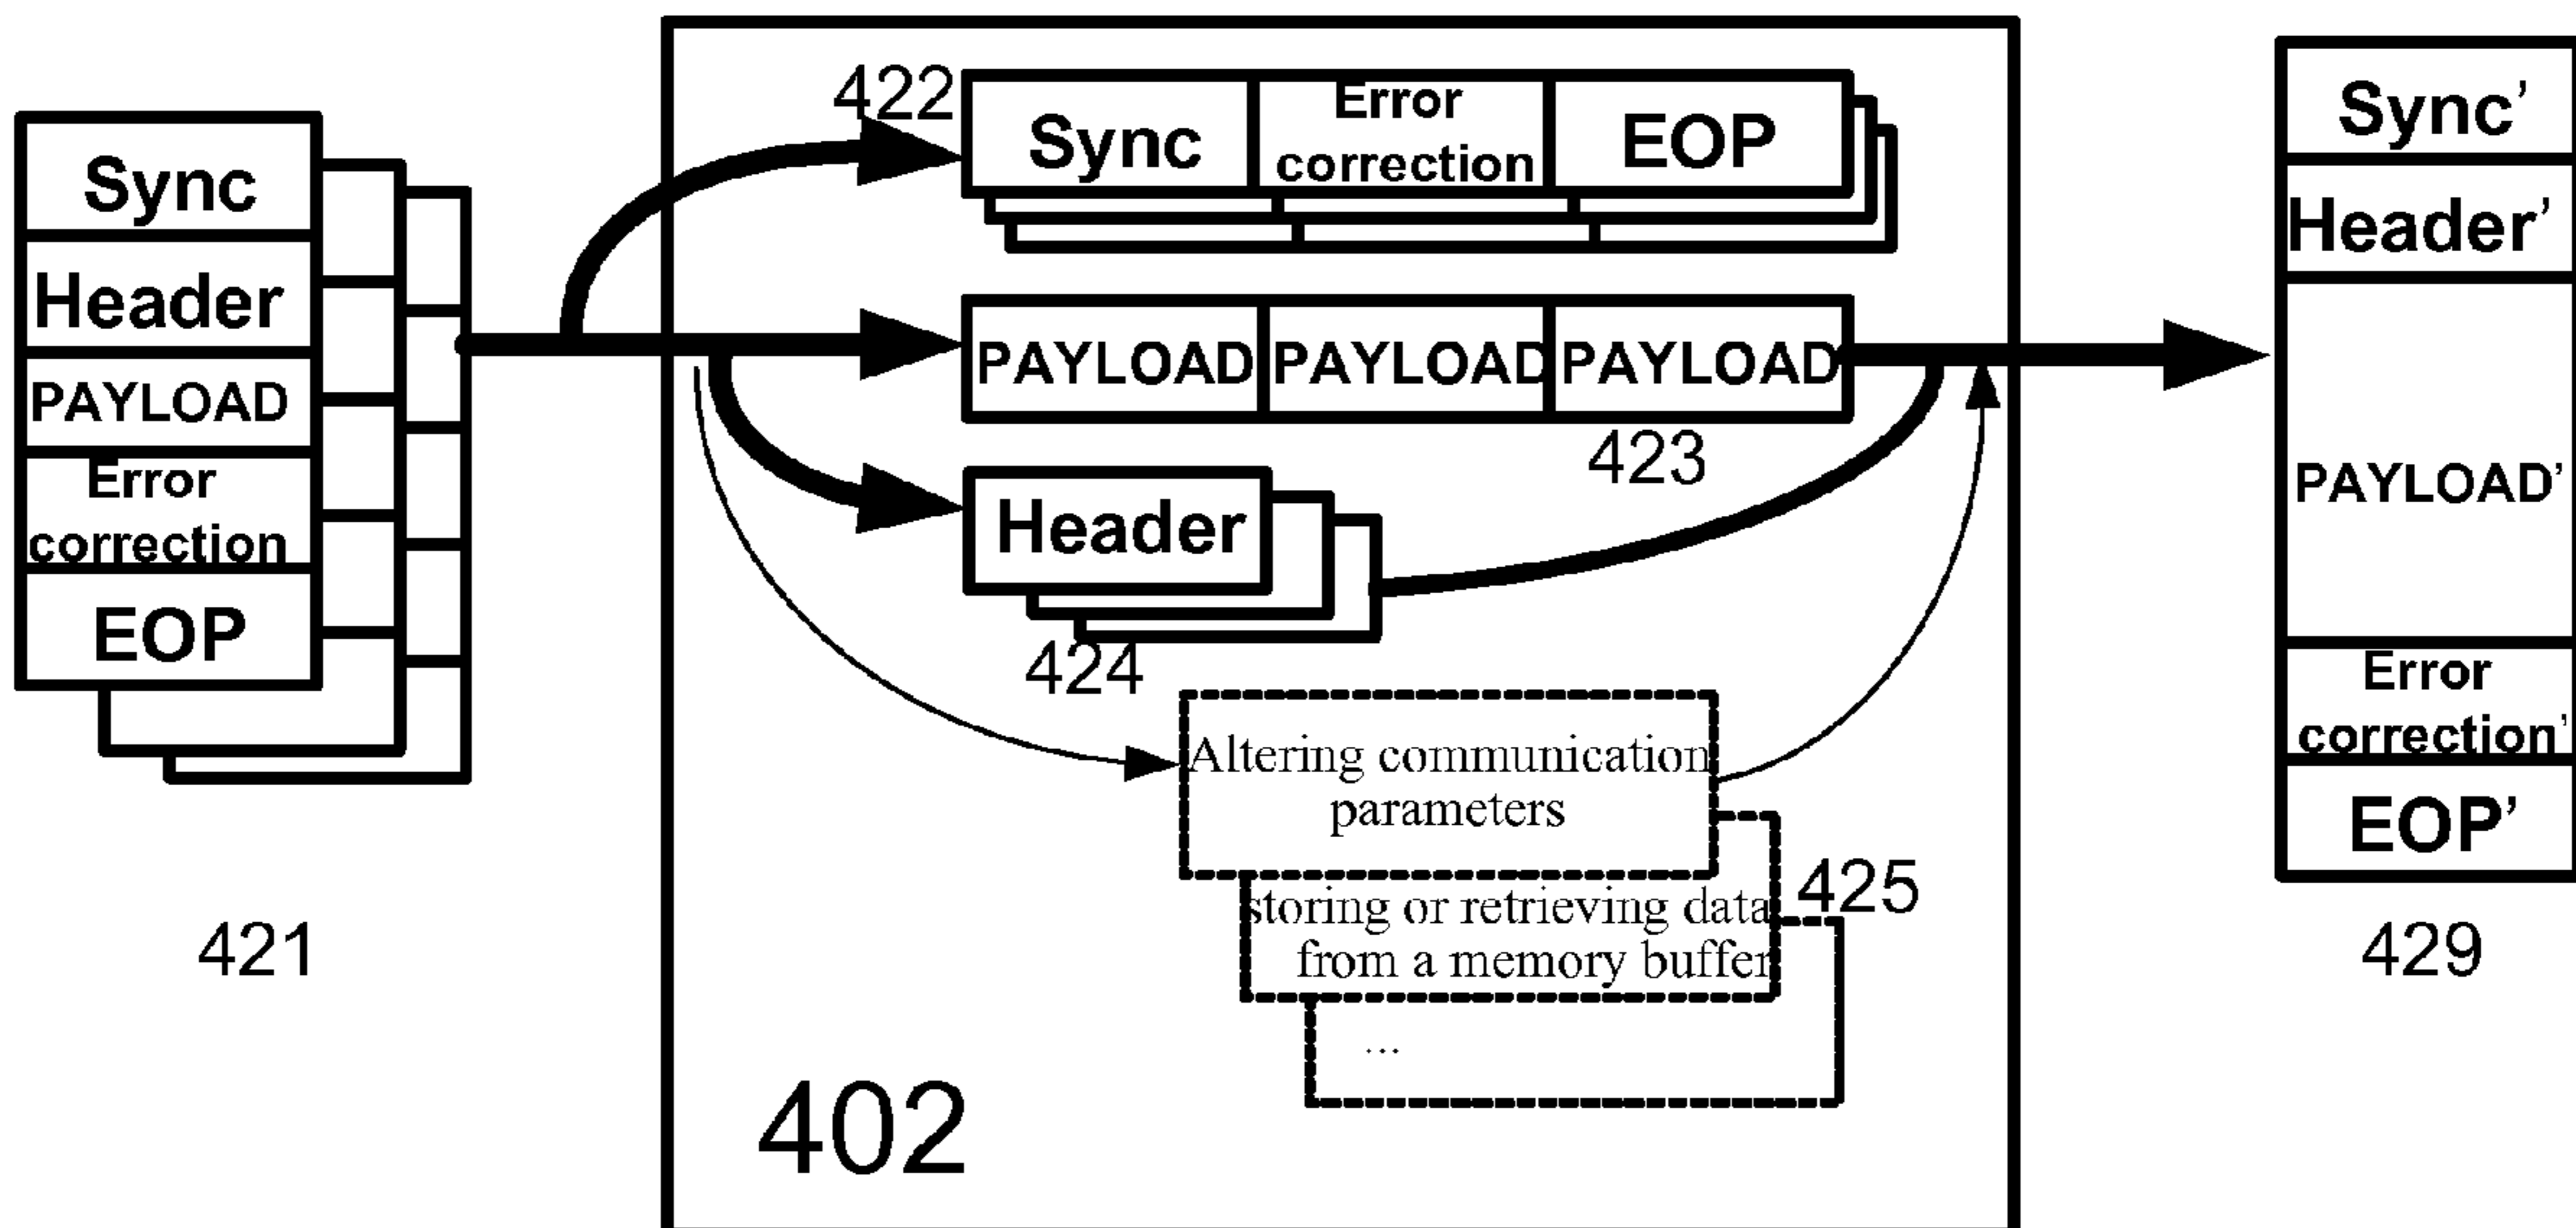 Sync
Header
PAYLOAD
Error
correction
EOP
421
422
Sync
Error
correction
EOP
PAYLOAD
PAYLOAD
PAYLOAD
423
Header
424
Altering communication
parameters
storing or retrieving data
from a memory buffer
...
425
402
Sync’
Header’
PAYLOAD’
Error
correction’
EOP’
429